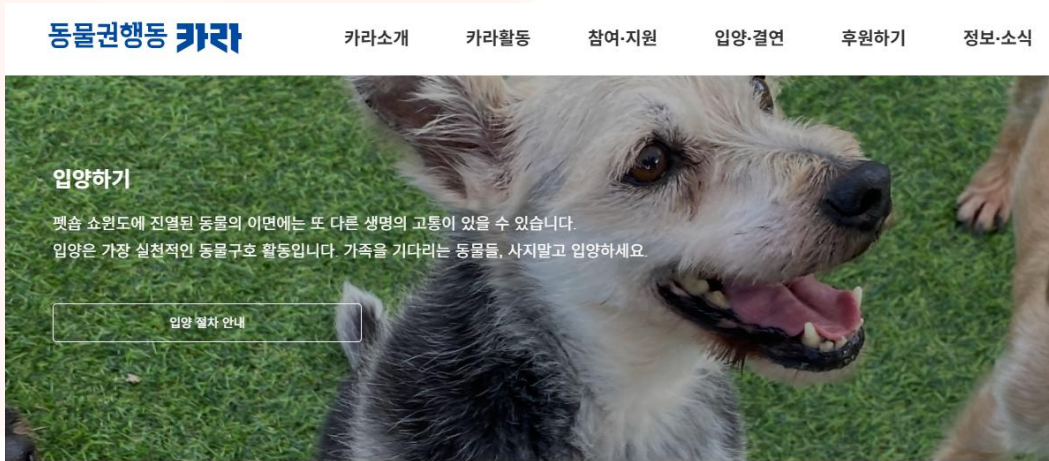 동물권행동 카라
카라소개
카라활동
참여·지원
입양·결연
후원하기
정보·소식
입양하기
펫숍 쇼윈도에 진열된 동물의 이면에는 또 다른 생명의 고통이 있을 수 있습니다.
입양은 가장 실천적인 동물구호 활동입니다. 가족을 기다리는 동물들, 사지말고 입양하세요.
입양 절차 안내